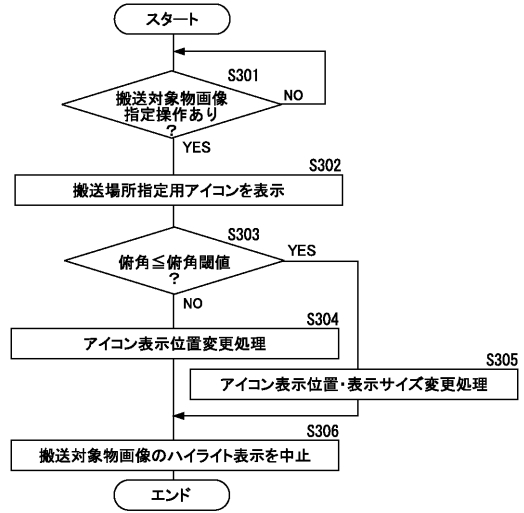 スタート
S301
搬送対象物画像
指定操作あり
?
NO
YES
S302
搬送場所指定用アイコンを表示
S303
俯角≦俯角閾値
?
YES
NO
S304
アイコン表示位置変更処理
S305
アイコン表示位置・表示サイズ変更処理
S306
搬送対象物画像のハイライト表示を中止
エンド